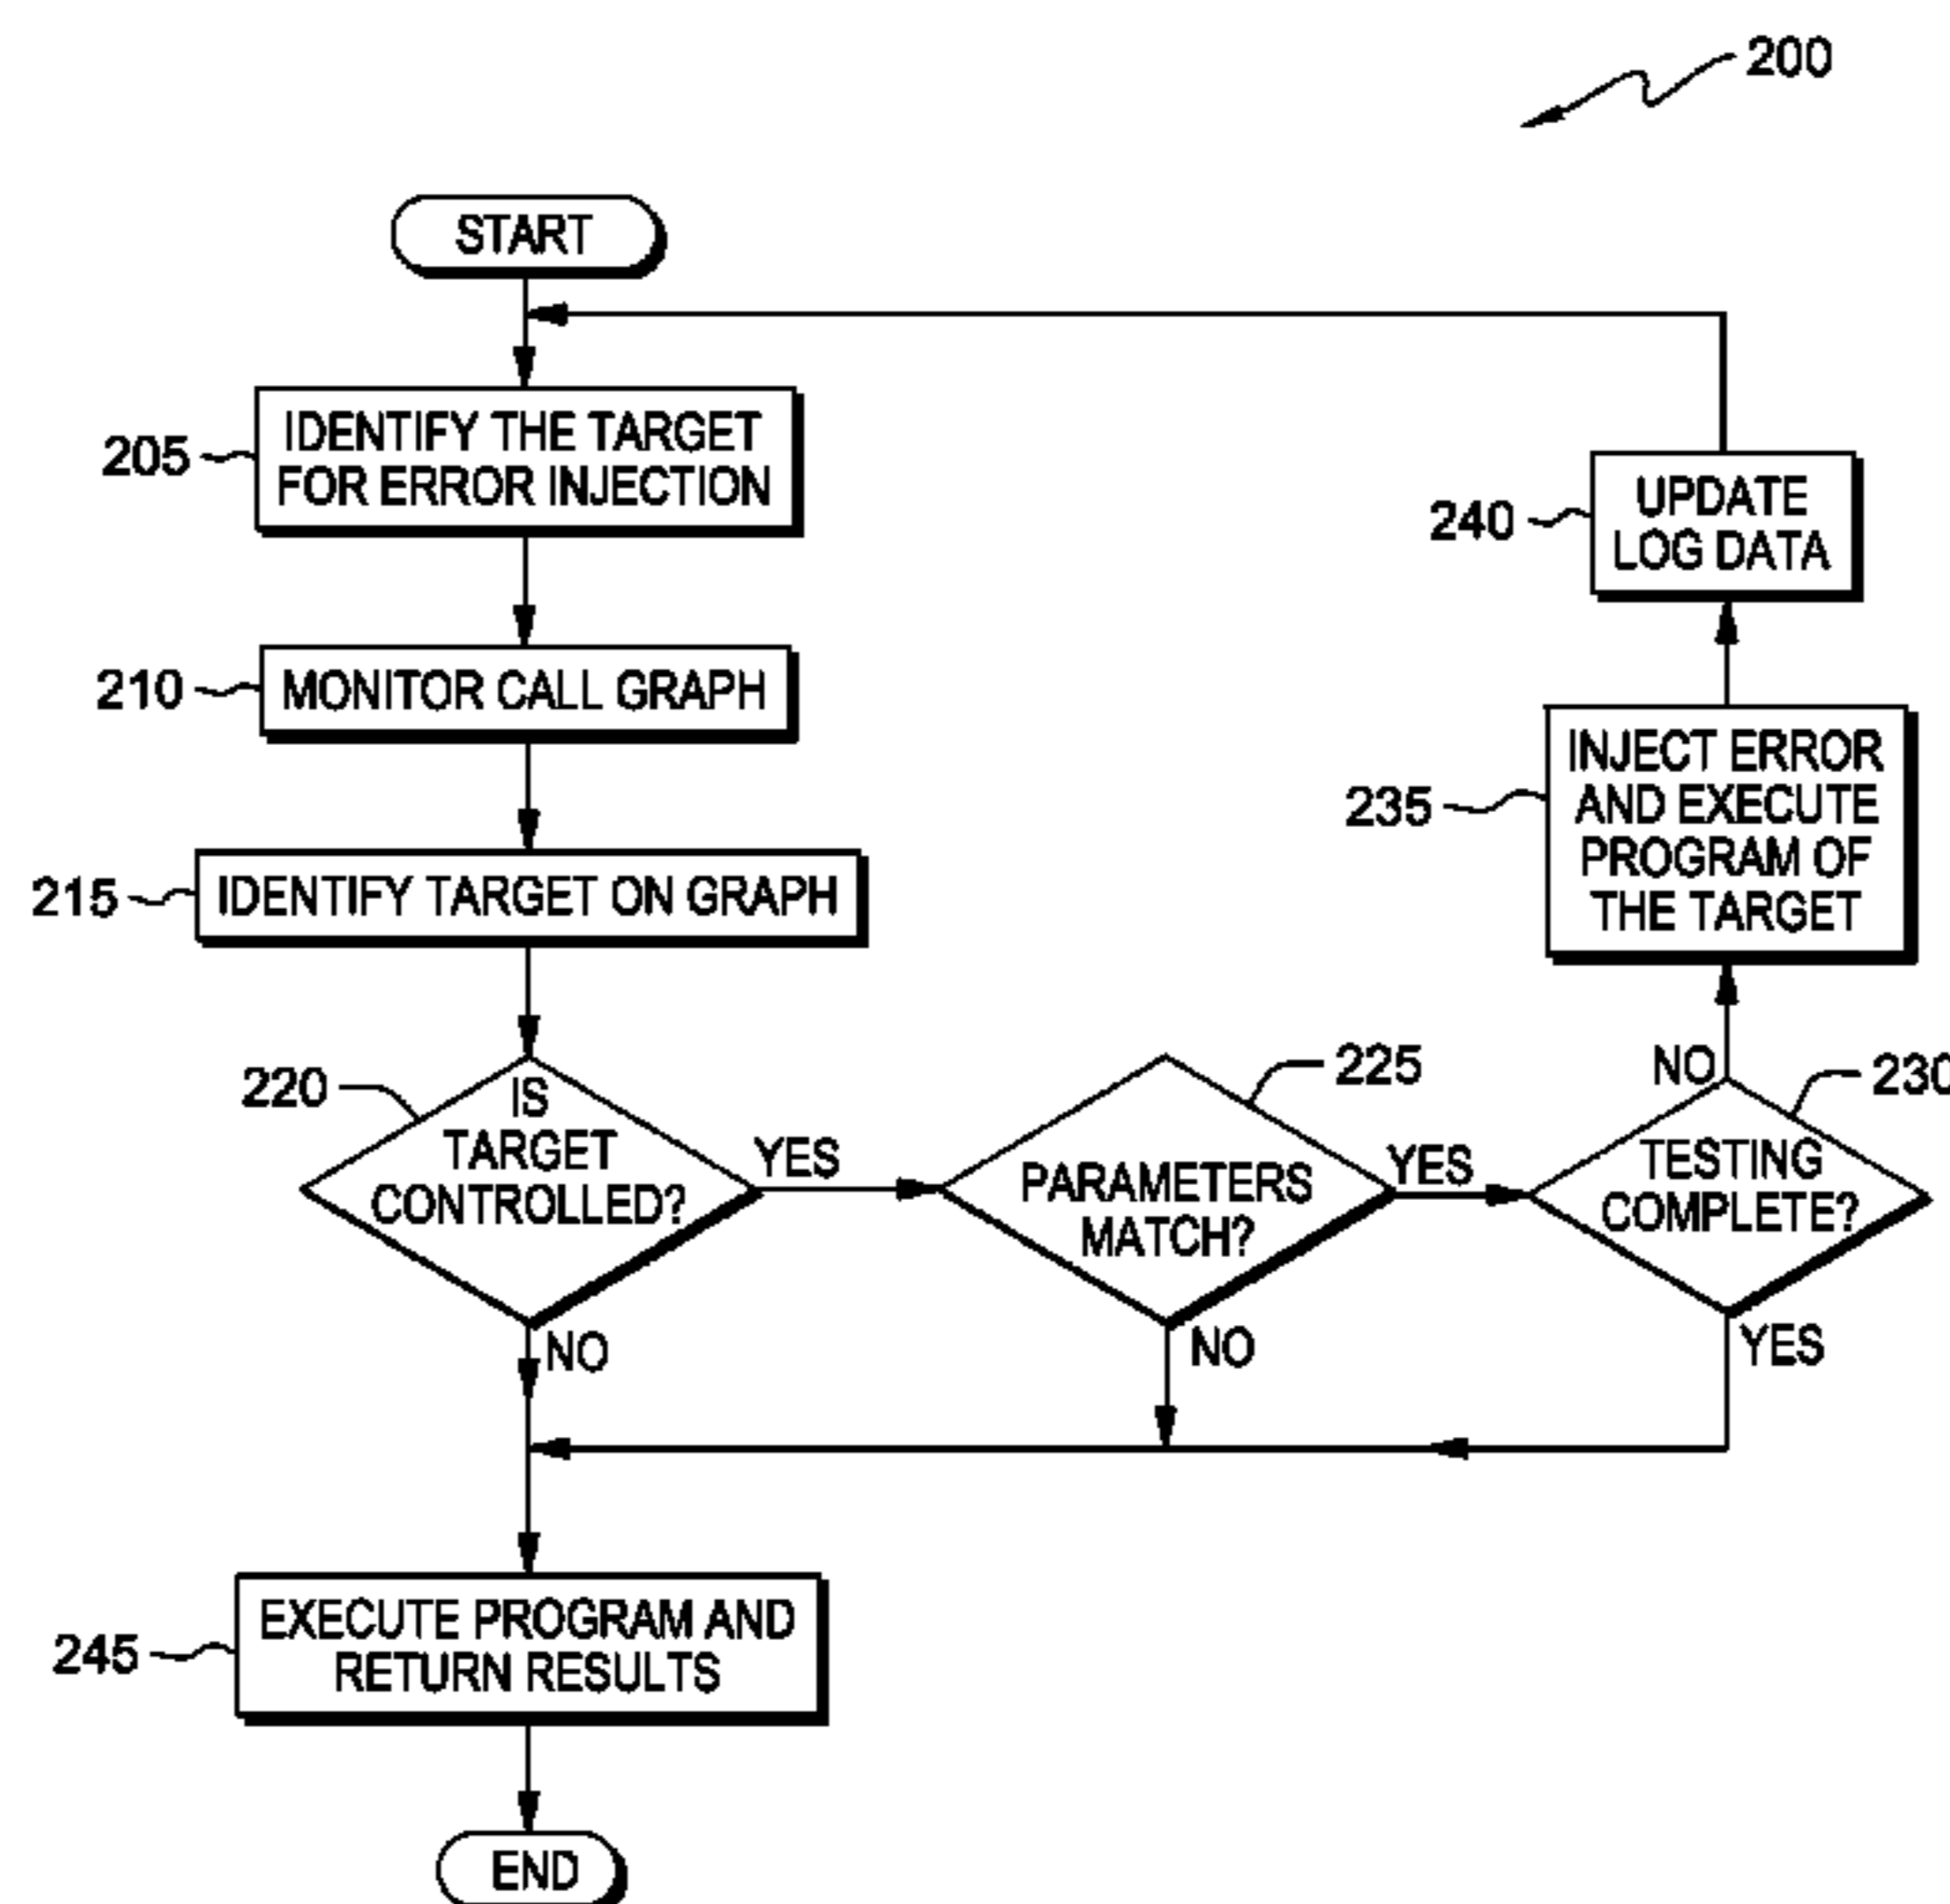 200
START
205
IDENTIFY THE TARGET
FOR ERROR INJECTION
210
MONITOR CALL GRAPH
215
IDENTIFY TARGET ON GRAPH
220
IS
TARGET
CONTROLLED?
YES
NO
225
PARAMETERS
MATCH?
YES
NO
230
TESTING
COMPLETE?
NO
YES
235
INJECT ERROR
AND EXECUTE
PROGRAM OF
THE TARGET
240
UPDATE
LOG DATA
245
EXECUTE PROGRAM AND
RETURN RESULTS
END